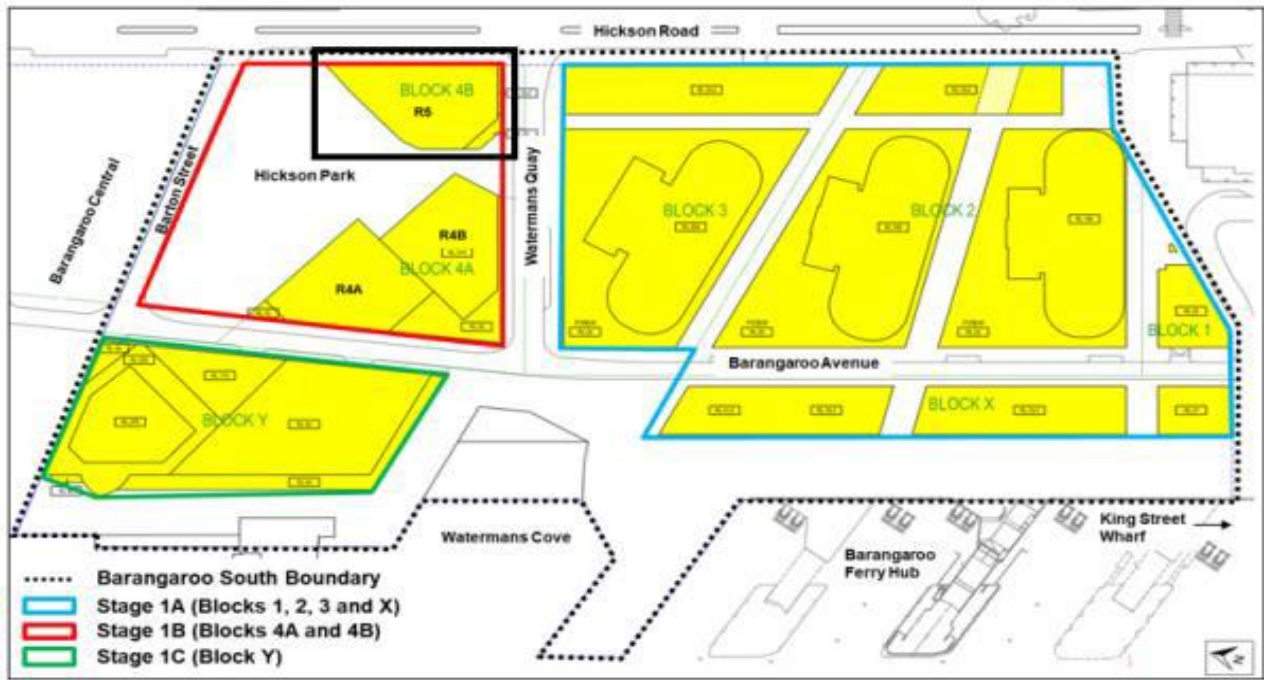 Hickson Road
BLOCK 4B
R5
Hickson Park
Barangaroo Central
Barton Street
Watermans Quay
BLOCK 3
BLOCK 2
R4B
BLOCK 4A
R4A
BLOCK 1
Barangaroo Avenue
BLOCK X
BLOCK Y
Watermans Cove
Barangaroo
Ferry Hub
King Street
Wharf
Barangaroo South Boundary
Stage 1A (Blocks 1, 2, 3 and X)
Stage 1B (Blocks 4A and 4B)
Stage 1C (Block Y)
N